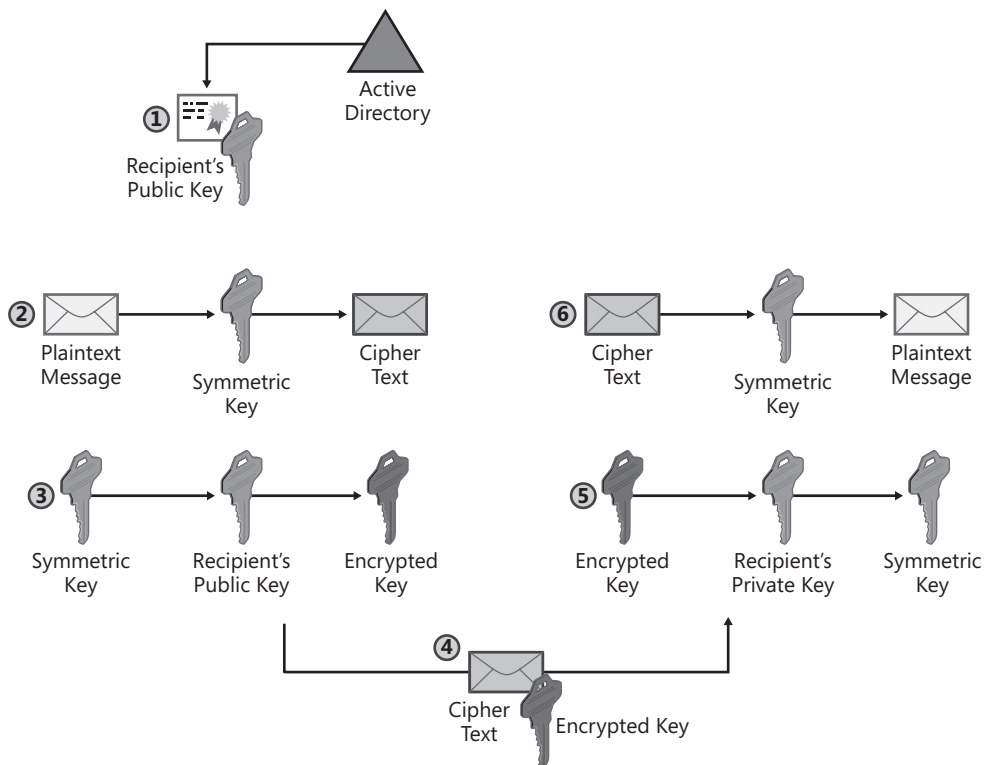 Active
Directory
1
Recipient's
Public Key
2
Plaintext
Message
Symmetric
Key
Cipher
Text
6
Cipher
Text
Symmetric
Key
Plaintext
Message
3
Symmetric
Key
Recipient's
Public Key
Encrypted
Key
5
Encrypted
Key
Recipient's
Private Key
Symmetric
Key
4
Cipher
Text
Encrypted Key